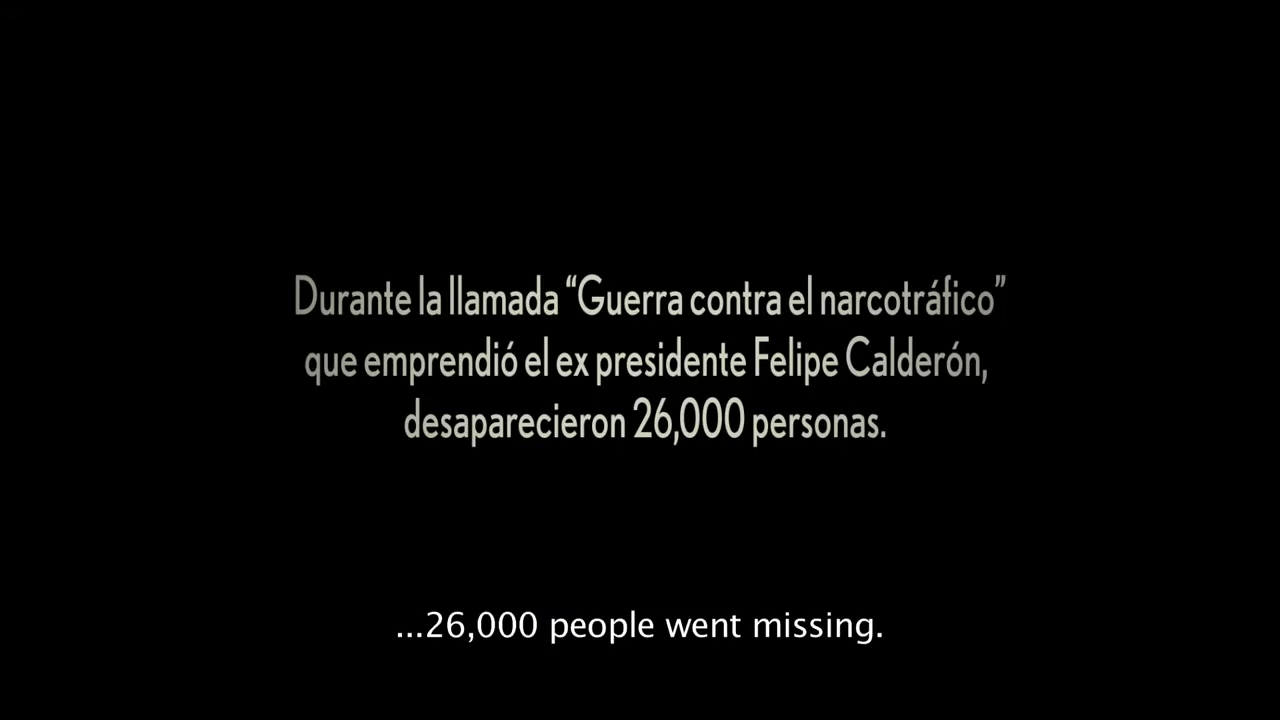 Durante la llamada “Guerra contra el narcotráfico”
que emprendió el ex presidente Felipe Calderón,
desaparecieron 26,000 personas.
...26,000 people went missing.